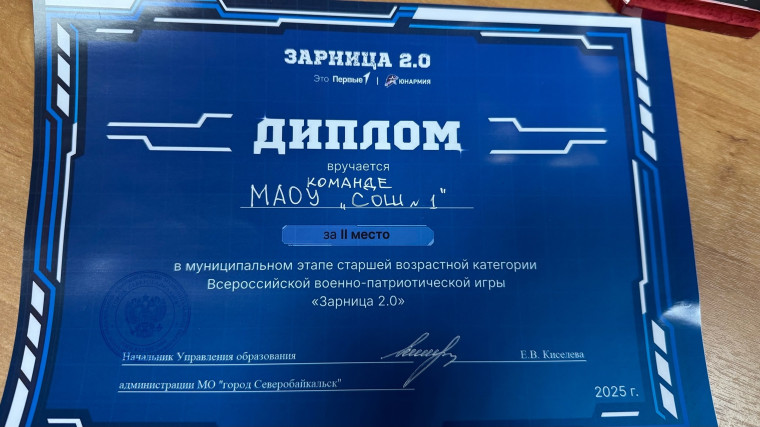 ЗАРНИЦА 2.0
Это Первые | ЮНАРМИЯ
ДИПЛОМ
вручается
КОМАНДЕ
МАОУ „СОШ № 1"
за II место
в муниципальном этапе старшей возрастной категории
Всероссийской военно-патриотической игры
«Зарница 2.0»
Начальник Управления образования Е.В. Киселева
администрации МО "город Северобайкальск"
2025 г.